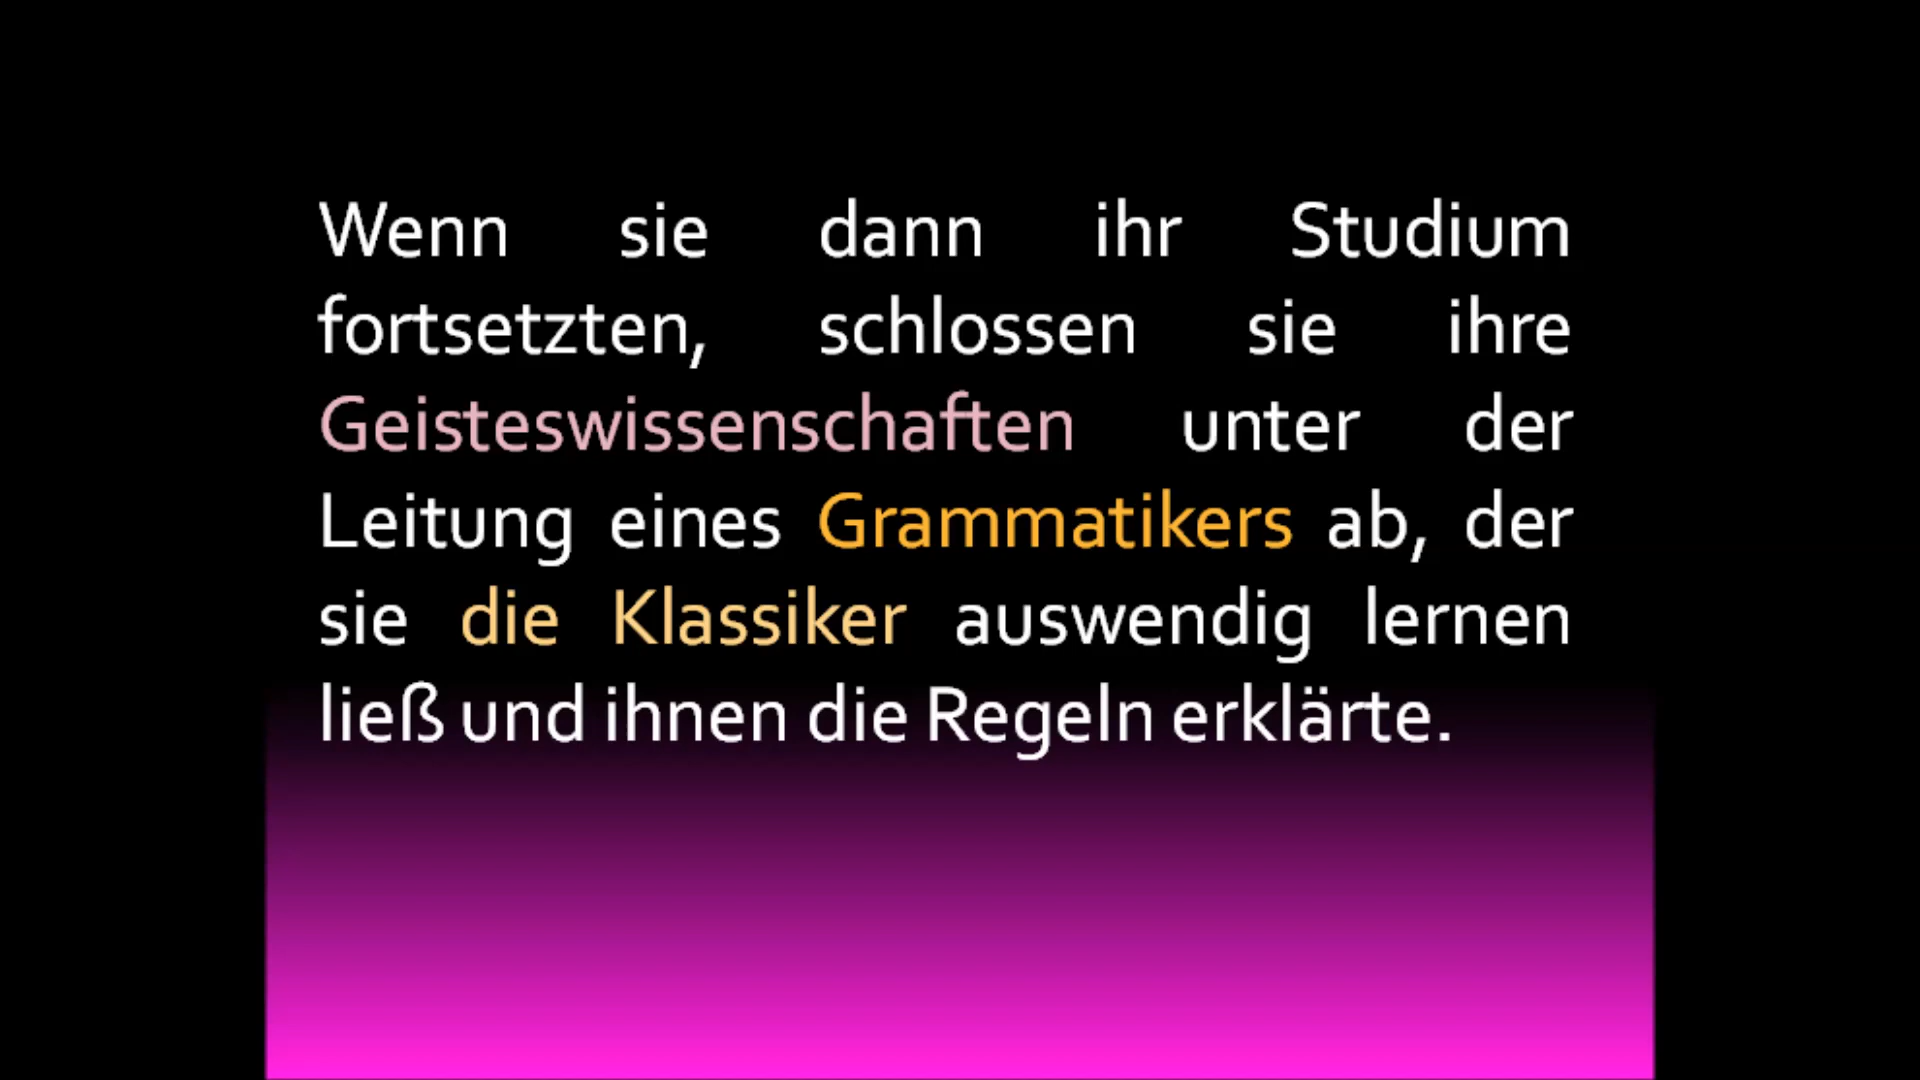 Wenn sie dann ihr Studium
fortsetzten, schlossen sie ihre
Geisteswissenschaften unter der
Leitung eines Grammatikers ab, der
sie die Klassiker auswendig lernen
ließ und ihnen die Regeln erklärte.